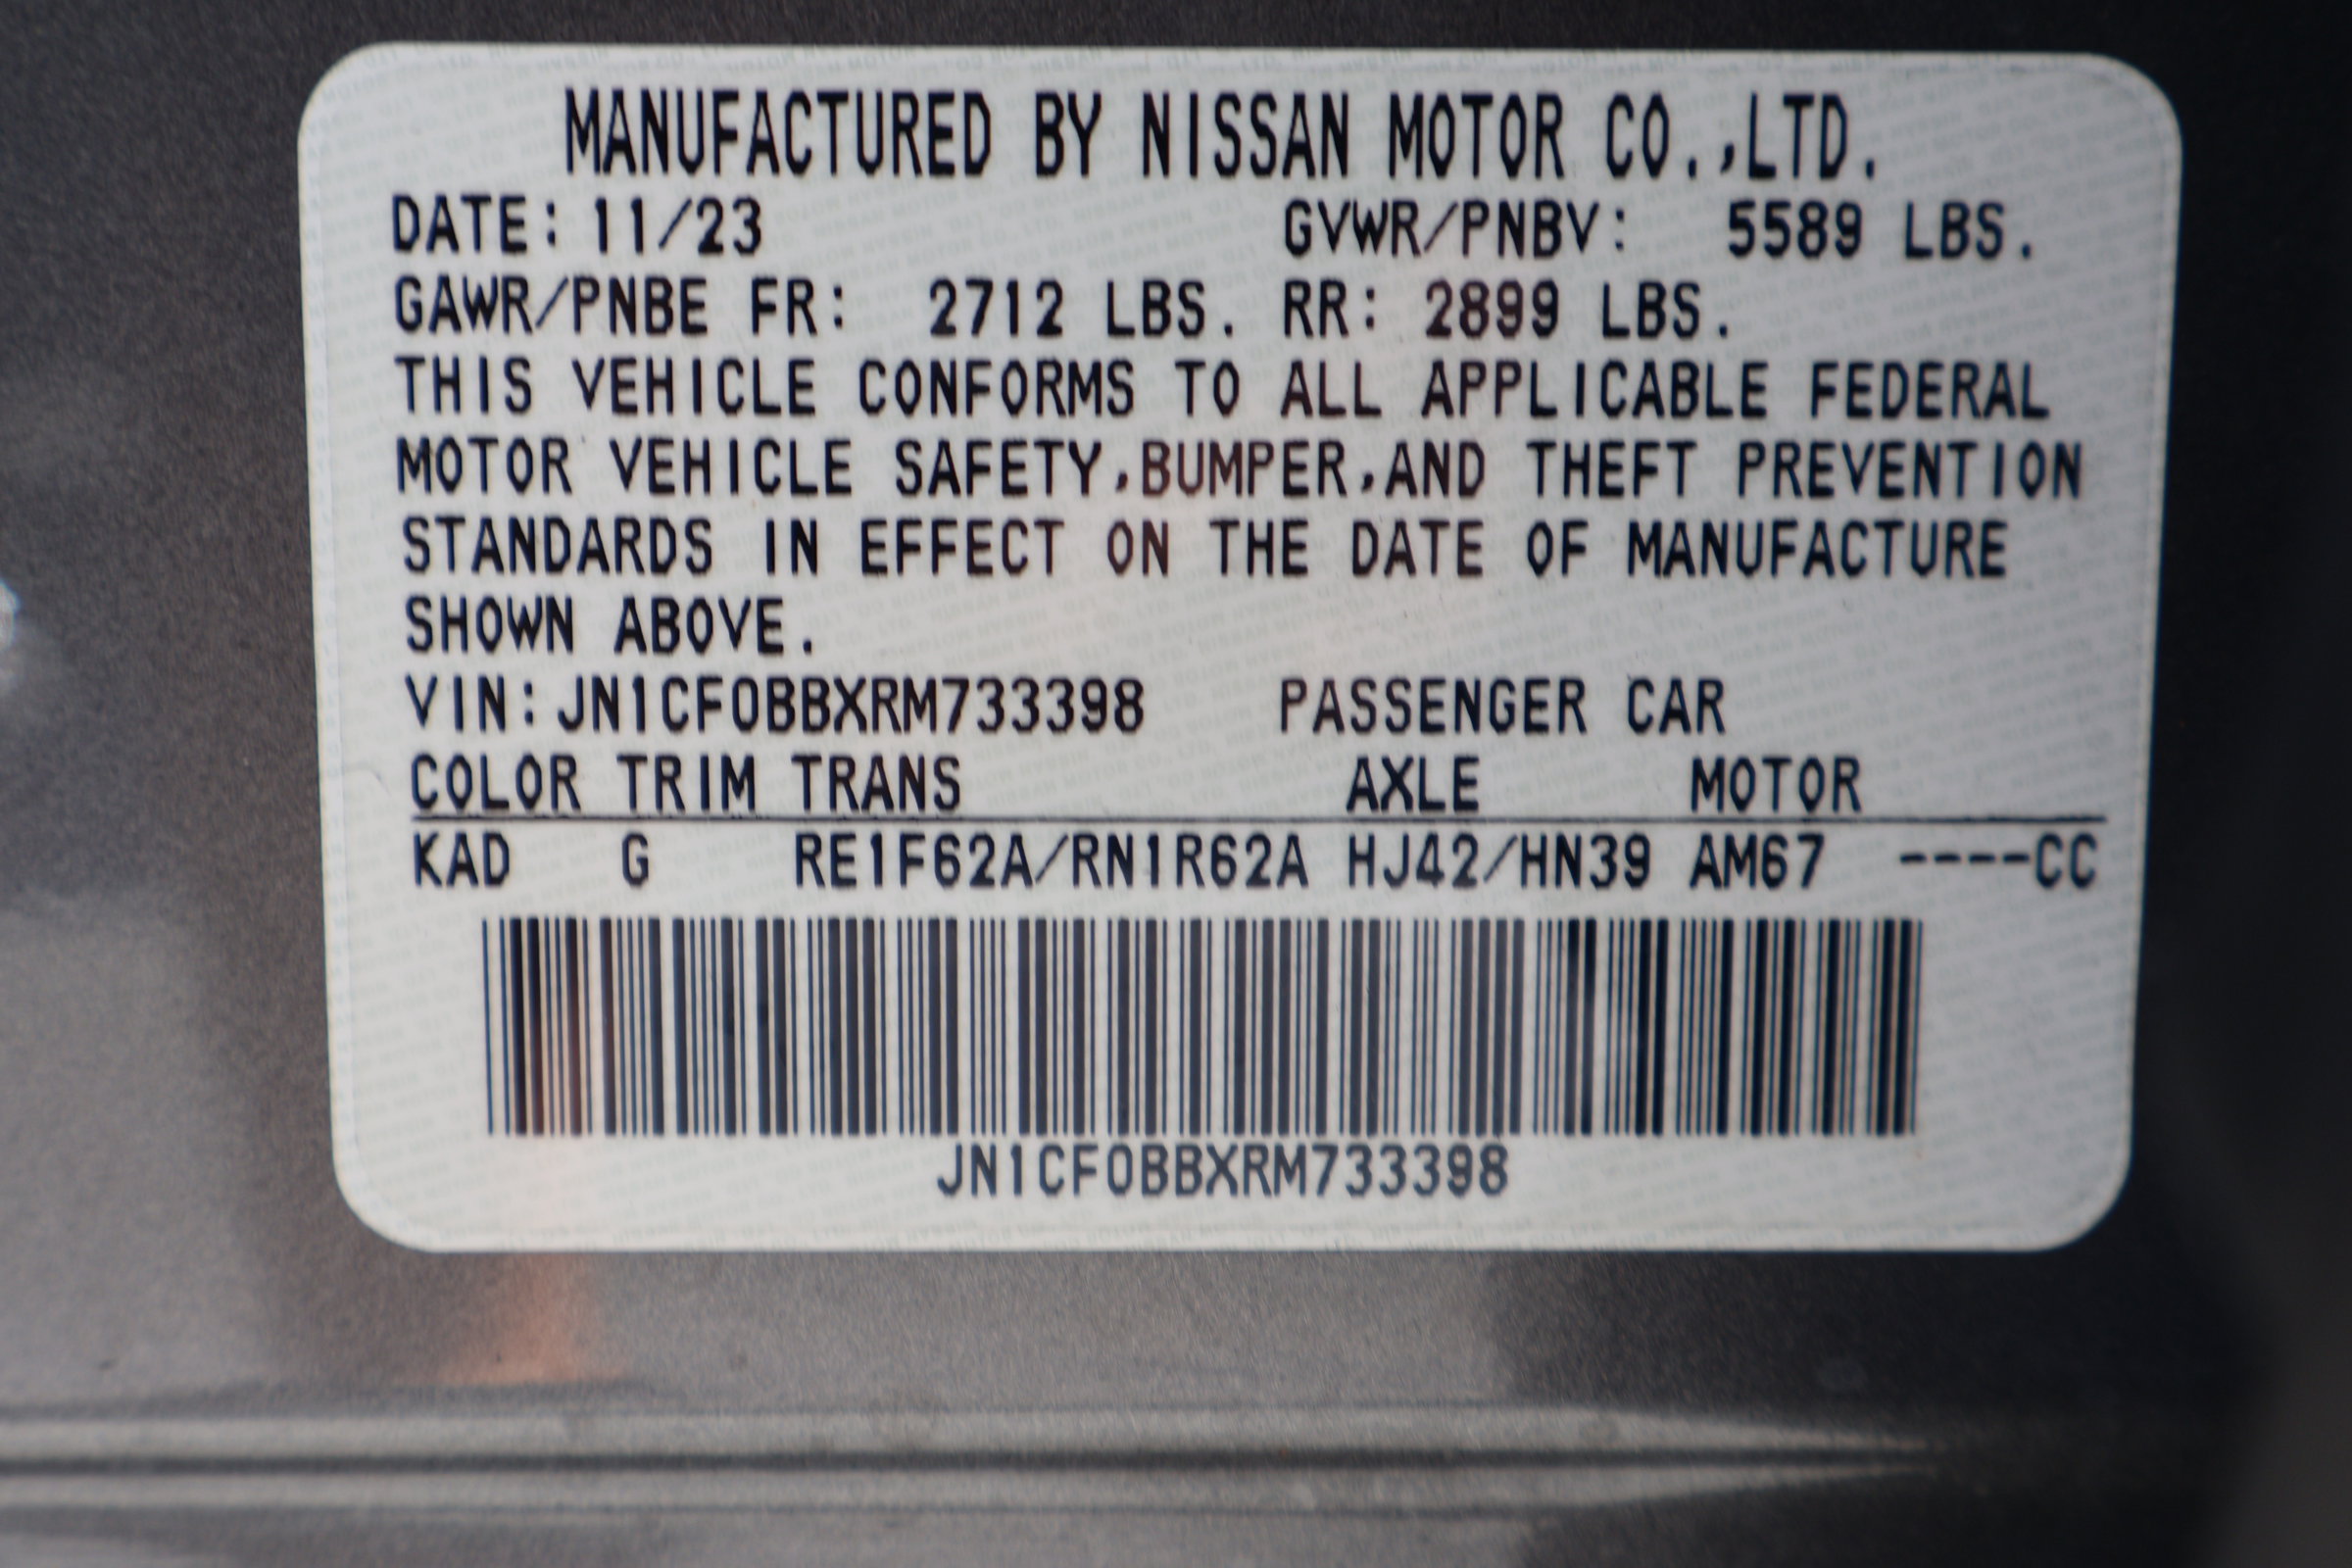 MANUFACTURED BY NISSAN MOTOR CO.,LTD.
DATE: 11/23 GVWR/PNBV: 5589 LBS.
GAWR/PNBE FR: 2712 LBS. RR: 2899 LBS.
THIS VEHICLE CONFORMS TO ALL APPLICABLE FEDERAL
MOTOR VEHICLE SAFETY,BUMPER,AND THEFT PREVENTION
STANDARDS IN EFFECT ON THE DATE OF MANUFACTURE
SHOWN ABOVE.
VIN:JN1CF0BBXRM733398 PASSENGER CAR
COLOR TRIM TRANS AXLE MOTOR
KAD G RE1F62A/RN1R62A HJ42/HN39 AM67 ----CC
JN1CF0BBXRM733398